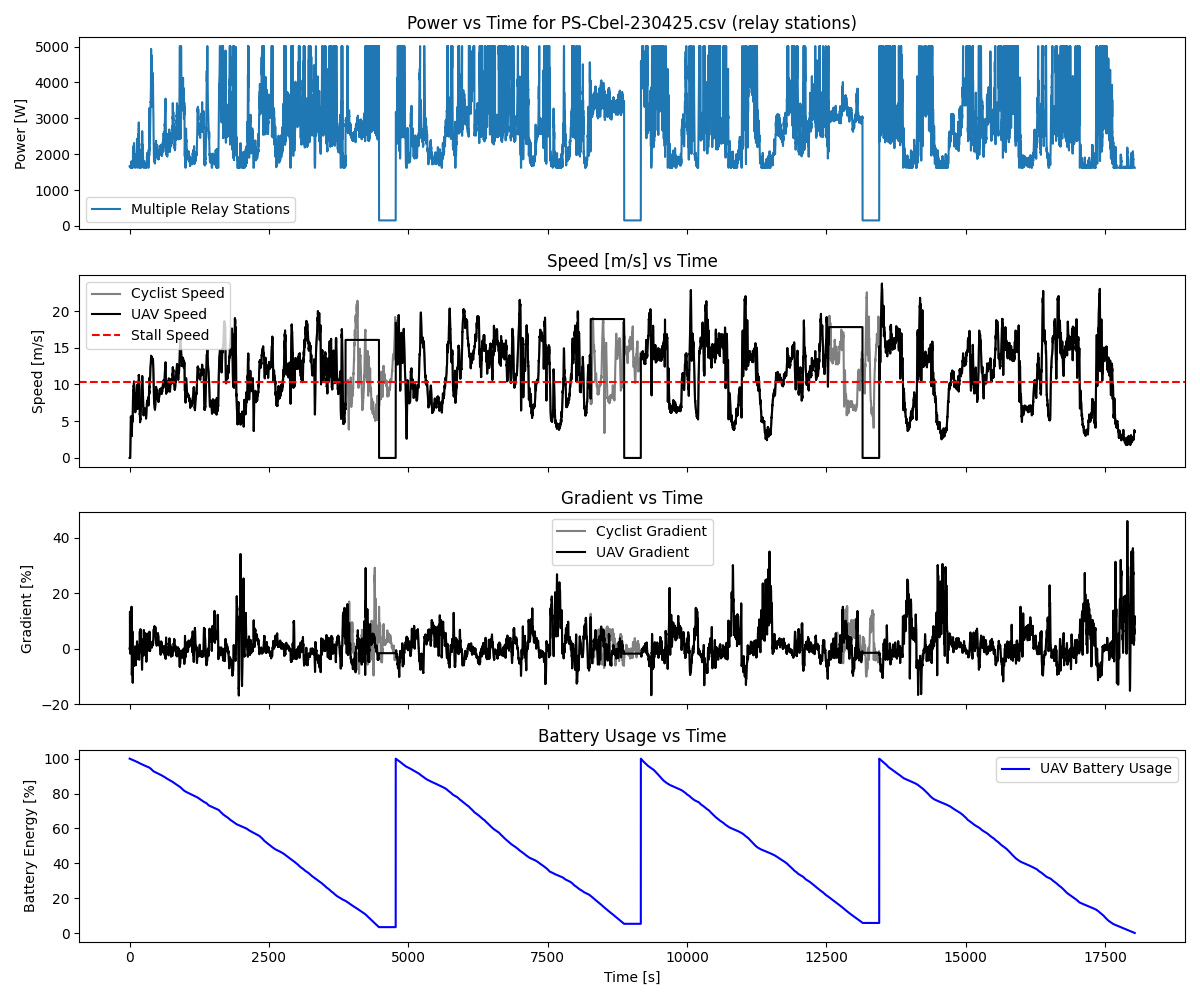 Power vs Time for PS-Cbel-230425.csv (relay stations)
5000
4000
3000
2000
1000
0
Power [W]
Multiple Relay Stations
Speed [m/s] vs Time
20
15
10
5
0
Speed [m/s]
Cyclist Speed
UAV Speed
Stall Speed
Gradient vs Time
40
20
0
−20
Gradient [%]
Cyclist Gradient
UAV Gradient
Battery Usage vs Time
100
80
60
40
20
0
Battery Energy [%]
UAV Battery Usage
0 2500 5000 7500 10000 12500 15000 17500
Time [s]